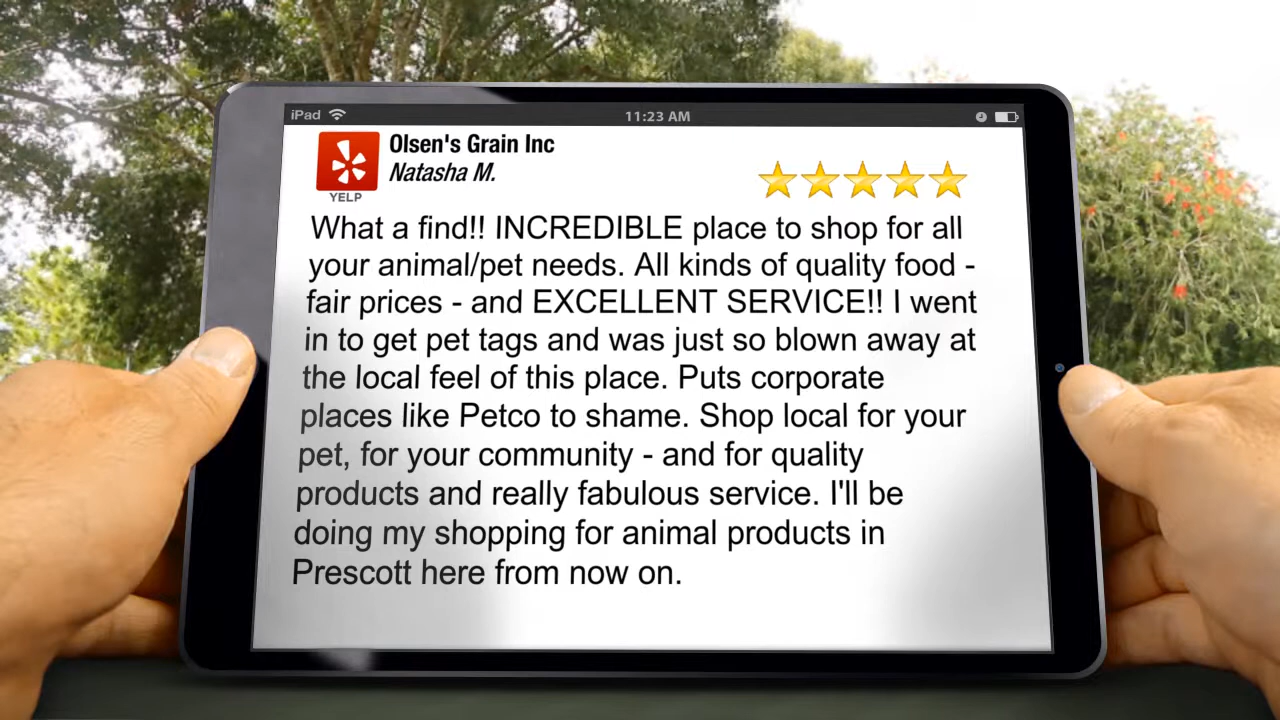 iPad
11:23 AM
Olsen's Grain Inc
Natasha M.
YELP
What a find!! INCREDIBLE place to shop for all
your animal/pet needs. All kinds of quality food -
fair prices - and EXCELLENT SERVICE!! I went
in to get pet tags and was just so blown away at
the local feel of this place. Puts corporate
places like Petco to shame. Shop local for your
pet, for your community - and for quality
products and really fabulous service. I'll be
doing my shopping for animal products in
Prescott here from now on.